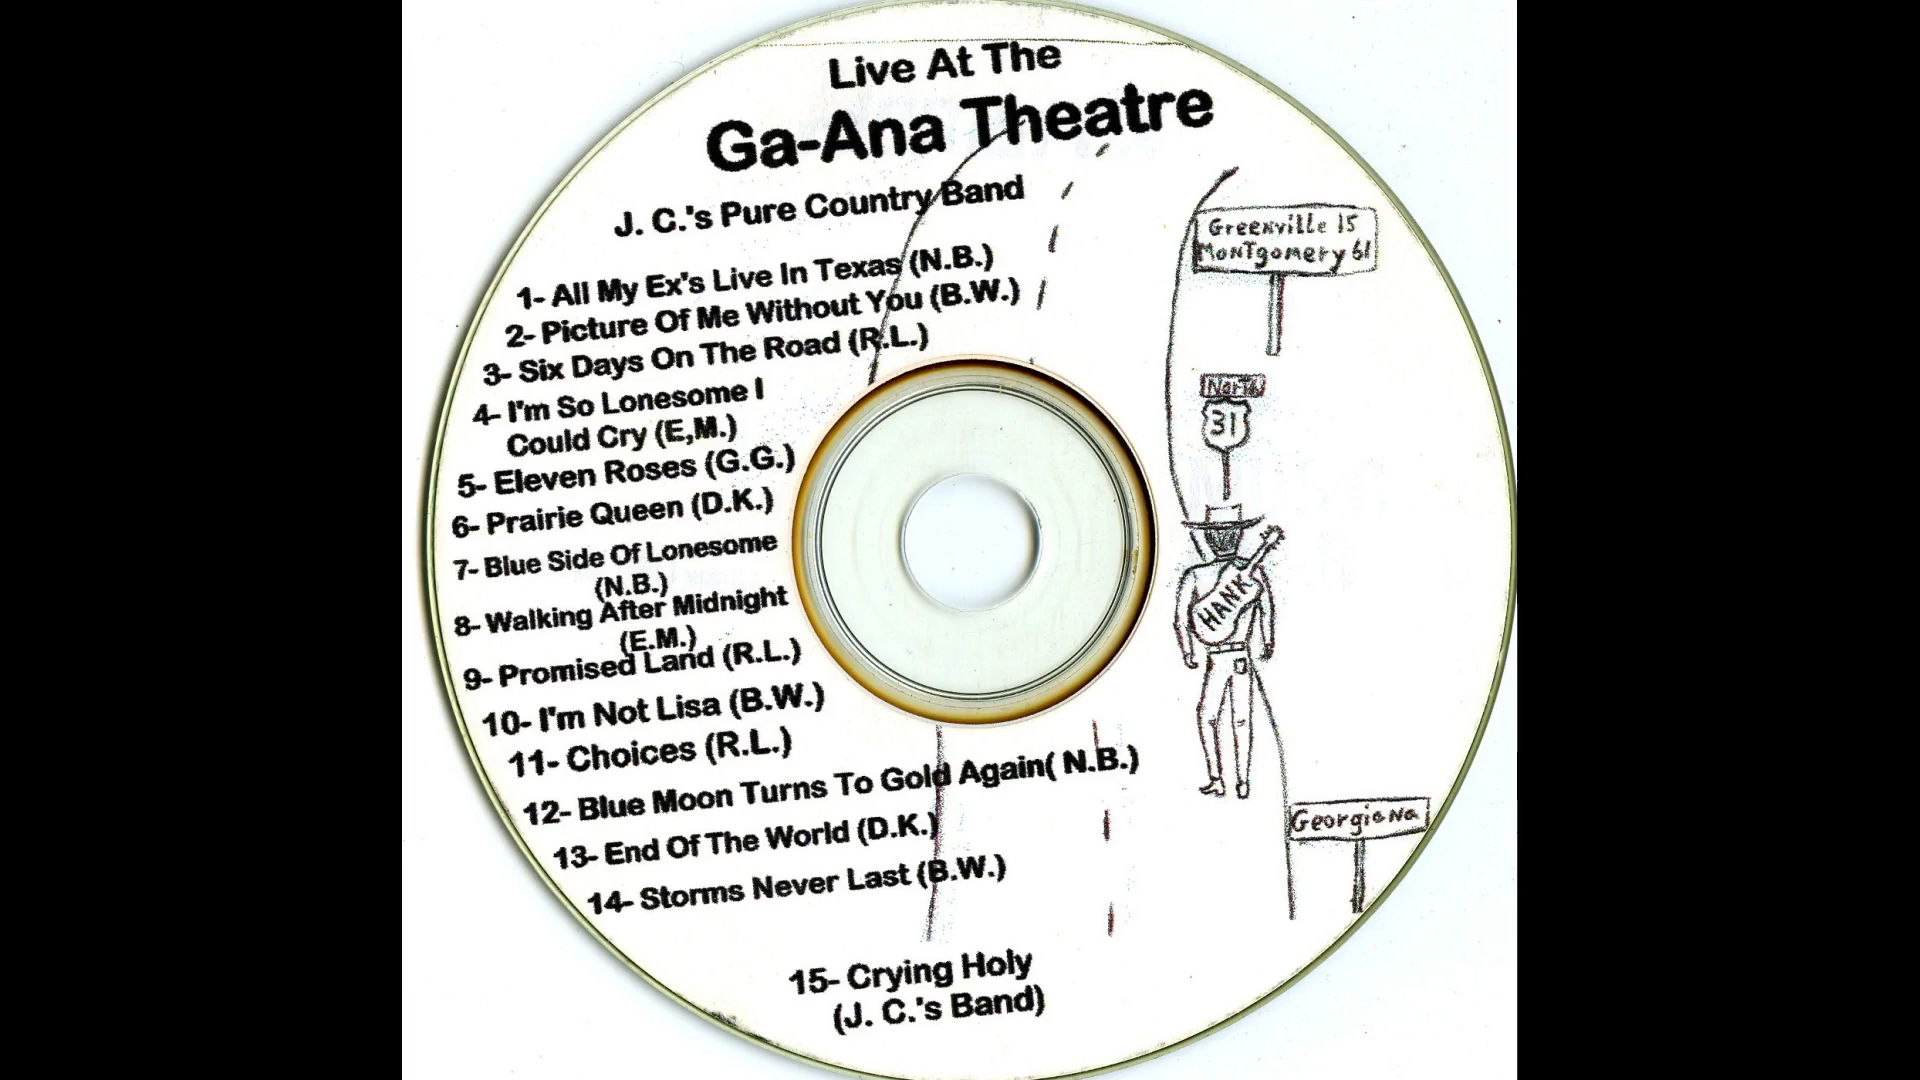 Live At The
Ga-Ana Theatre
J. C.'s Pure Country Band
1- All My Ex's Live In Texas (N.B.)
2- Picture Of Me Without You (B.W.)
3- Six Days On The Road (R.L.)
4- I'm So Lonesome I
Could Cry (E,M.)
5- Eleven Roses (G.G.)
6- Prairie Queen (D.K.)
7- Blue Side Of Lonesome
(N.B.)
8- Walking After Midnight
(E.M.)
9- Promised Land (R.L.)
10- I'm Not Lisa (B.W.)
11- Choices (R.L.)
12- Blue Moon Turns To Gold Again( N.B.)
13- End Of The World (D.K.)
14- Storms Never Last (B.W.)
15- Crying Holy
(J. C.'s Band)
Greenville 15
Montgomery 61
North
31
HANK
Georgiana